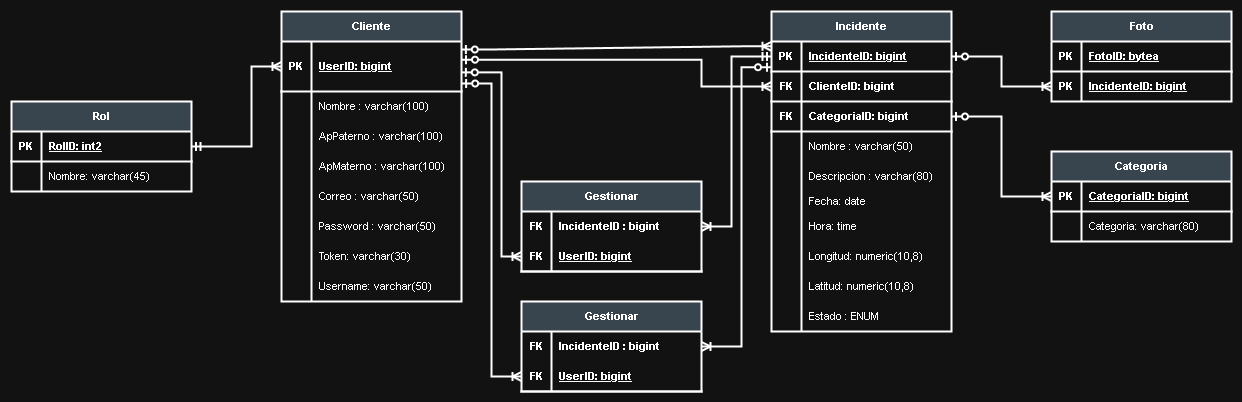 Rol
PK RolID: int2
Nombre: varchar(45)
Cliente
PK UserID: bigint
Nombre : varchar(100)
ApPaterno : varchar(100)
ApMaterno : varchar(100)
Correo : varchar(50)
Password : varchar(50)
Token: varchar(30)
Username: varchar(50)
Gestionar
FK IncidenteID : bigint
FK UserID: bigint
Gestionar
FK IncidenteID : bigint
FK UserID: bigint
Incidente
PK IncidenteID: bigint
FK ClienteID: bigint
FK CategoriaID: bigint
Nombre : varchar(50)
Descripcion : varchar(80)
Fecha: date
Hora: time
Longitud: numeric(10,8)
Latitud: numeric(10,8)
Estado : ENUM
Foto
PK FotoID: bytea
FK IncidenteID: bigint
Categoria
PK CategoriaID: bigint
Categoria: varchar(80)